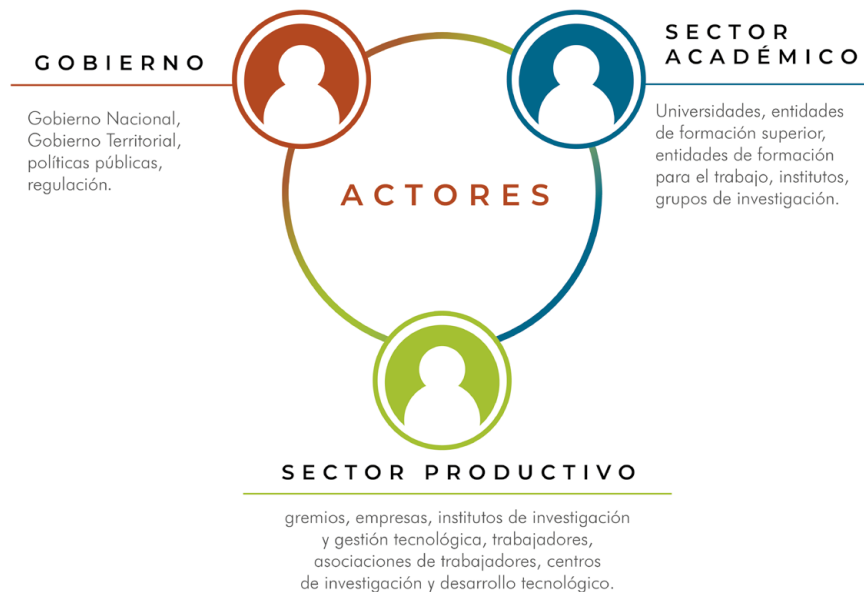 GOBIERNO
Gobierno Nacional,
Gobierno Territorial,
políticas públicas,
regulación.
SECTOR
ACADÉMICO
Universidades, entidades
de formación superior,
entidades de formación
para el trabajo, institutos,
grupos de investigación.
ACTORES
SECTOR PRODUCTIVO
gremios, empresas, institutos de investigación
y gestión tecnológica, trabajadores,
asociaciones de trabajadores, centros
de investigación y desarrollo tecnológico.